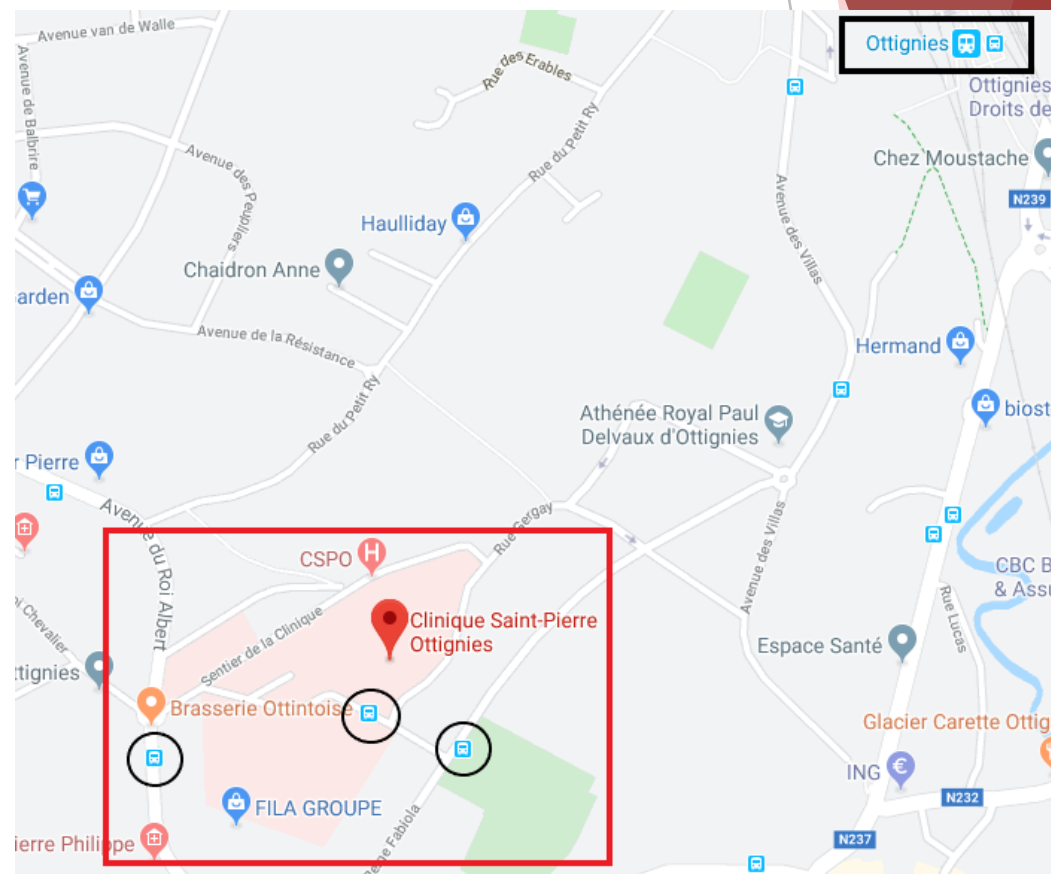 Avenue van de Walle
Ottignies
Avenue de Balbrire
Rue des Erables
Ottignies
Droits de
Rue du Petit Ry
Chez Moustache
Avenue des Peupliers
Avenue des Villas
N239
Haulliday
Chaidron Anne
arden
Avenue de la Résistance
Hermand
Rue du Petit Ry
Athénée Royal Paul
Delvaux d'Ottignies
biost
r Pierre
Avenue du Roi Albert
Rue Gergay
Avenue des Villas
CSPO
CBC B
& Assu
oi Chevalier
Sentier de la Clinique
Clinique Saint-Pierre
Ottignies
Rue Lucas
Espace Santé
ttignies
Brasserie Ottintoise
Glacier Carette Ottig
ING
FILA GROUPE
N232
ierre Philippe
Reine Fabiola
N237